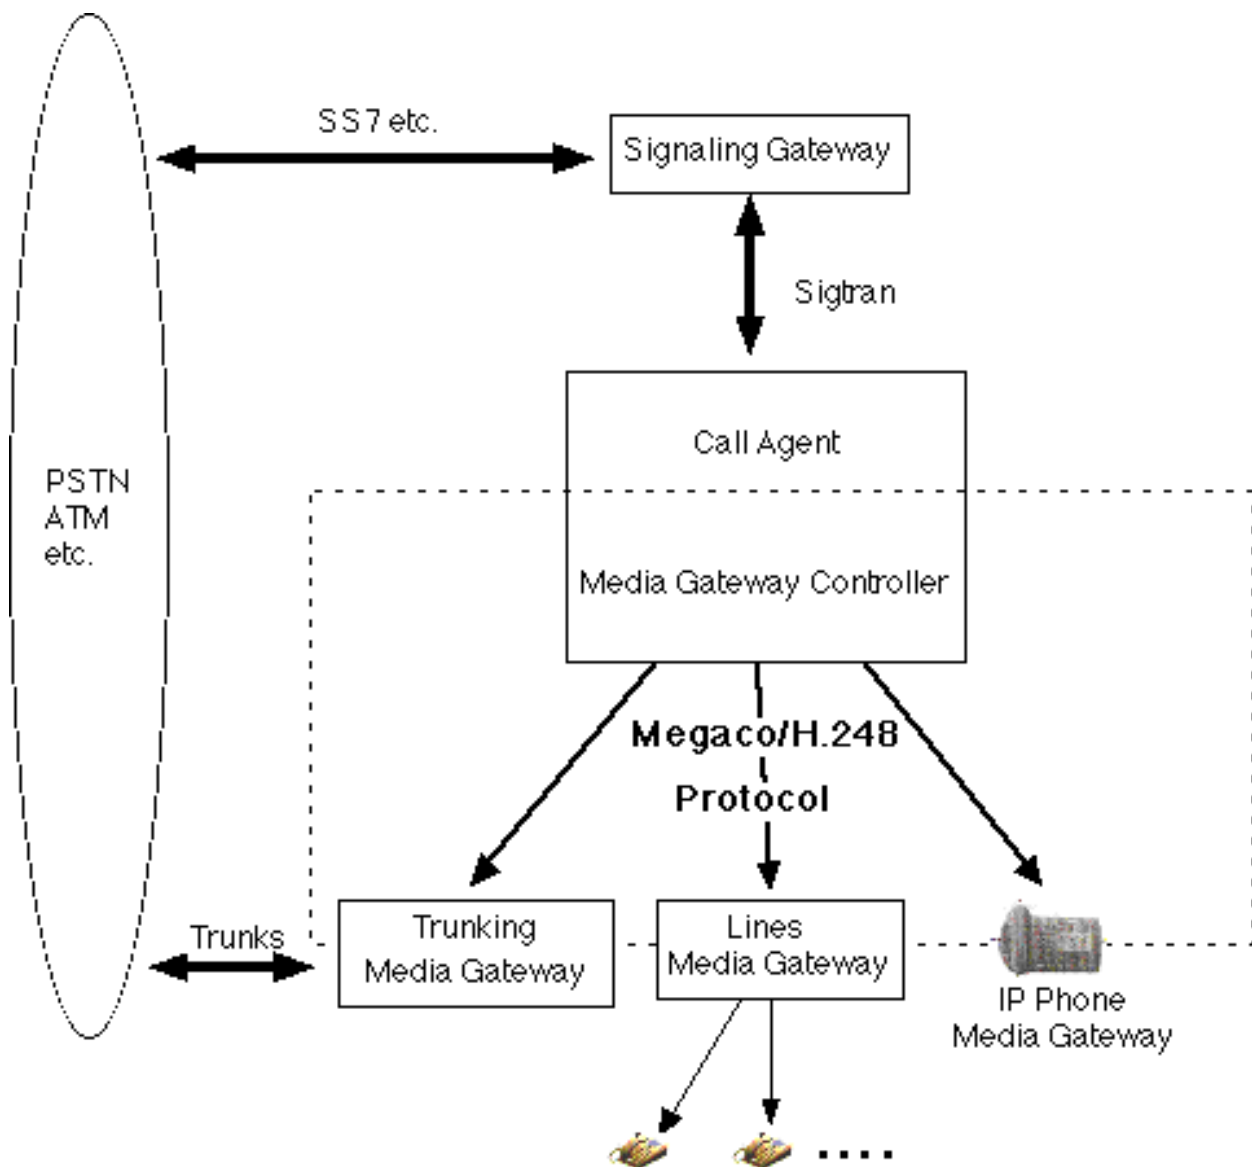 SS7 etc.
Signaling Gateway
Sigtran
Call Agent
PSTN
ATM
etc.
Media Gateway Controller
Megaco/H.248
Protocol
Trunks
Trunking
Media Gateway
Lines
Media Gateway
IP Phone
Media Gateway
....